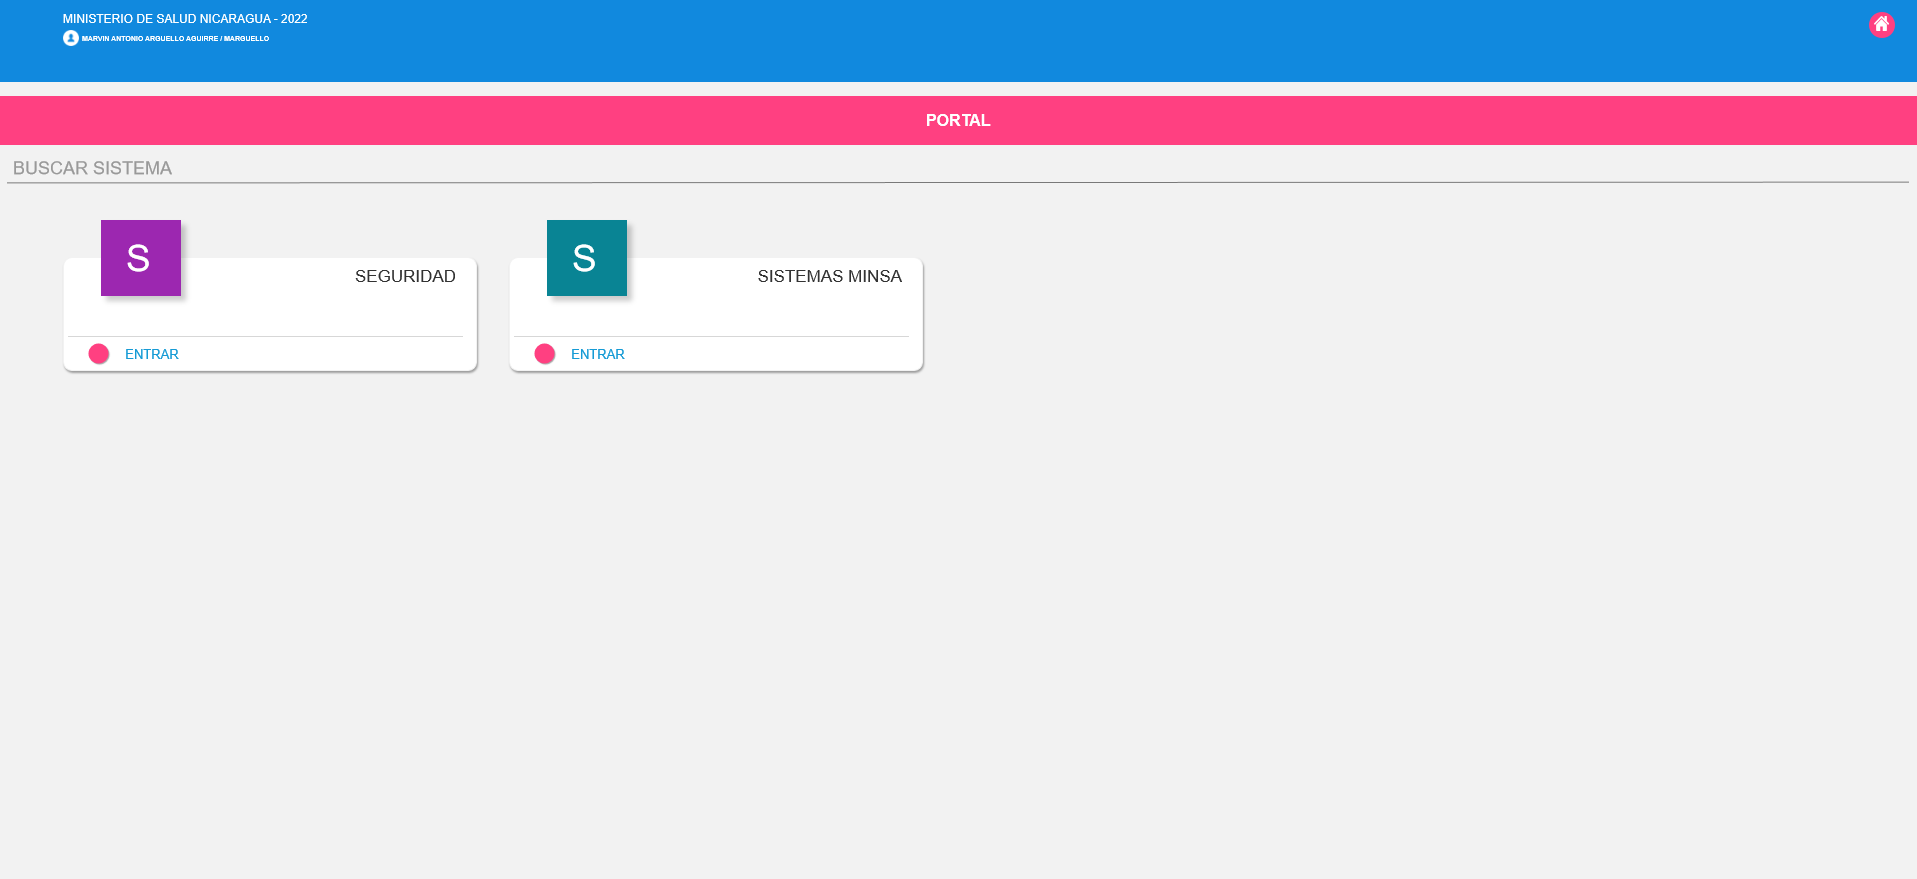 MINISTERIO DE SALUD NICARAGUA - 2022
MARVIN ANTONIO ARGUELLO AGUIRRE / MARGUELLO
PORTAL
BUSCAR SISTEMA
S
SEGURIDAD
ENTRAR
S
SISTEMAS MINSA
ENTRAR